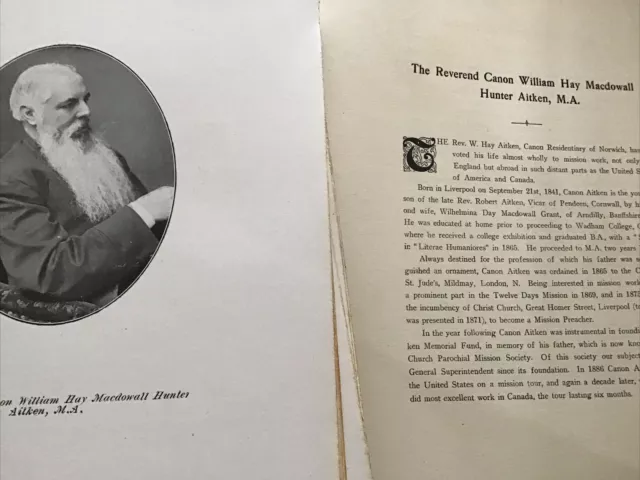 on William Hay Macdowall Hunter
Aitken, M.A.
The Reverend Canon William Hay Macdowall
Hunter Aitken, M.A.
THE Rev. W. Hay Aitken, Canon Residentiary of Norwich, has
voted his life almost wholly to mission work, not only
England but abroad in such distant parts as the United S
of America and Canada.
Born in Liverpool on September 21st, 1841, Canon Aitken is the you
son of the late Rev. Robert Aitken, Vicar of Pendeen, Cornwall, by hi
ond wife, Wilhelmina Day Macdowall Grant, of Arndilly, Banffshire
He was educated at home prior to proceeding to Wadham College, O
where he received a college exhibition and graduated B.A., with a
in "Literae Humaniores" in 1865. He proceeded to M.A. two years
Always destined for the profession of which his father was
guished an ornament, Canon Aitken was ordained in 1865 to the C
St. Jude's, Mildmay, London, N. Being interested in mission work
a prominent part in the Twelve Days Mission in 1869, and in 187
the incumbency of Christ Church, Great Homer Street, Liverpool (to
was presented in 1871), to become a Mission Preacher.
In the year following Canon Aitken was instrumental in found
ken Memorial Fund, in memory of his father, which is now kno
Church Parochial Mission Society. Of this society our subject
General Superintendent since its foundation. In 1886 Canon A
the United States on a mission tour, and again a decade later,
did most excellent work in Canada, the tour lasting six months.